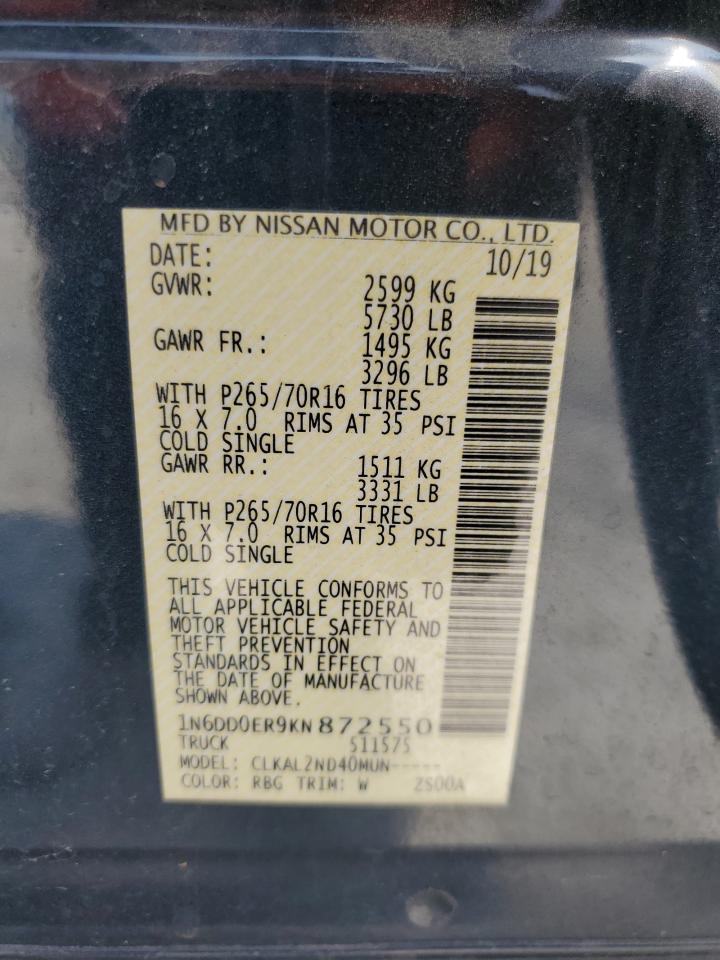 MFD BY NISSAN MOTOR CO., LTD.
DATE: 10/19
GVWR: 2599 KG
5730 LB
GAWR FR.: 1495 KG
3296 LB
WITH P265/70R16 TIRES
16 X 7.0 RIMS AT 35 PSI
COLD SINGLE
GAWR RR.: 1511 KG
3331 LB
WITH P265/70R16 TIRES
16 X 7.0 RIMS AT 35 PSI
COLD SINGLE
THIS VEHICLE CONFORMS TO
ALL APPLICABLE FEDERAL
MOTOR VEHICLE SAFETY AND
THEFT PREVENTION
STANDARDS IN EFFECT ON
THE DATE OF MANUFACTURE
SHOWN ABOVE.
1N6DD0ER9KN872550
TRUCK 511575
MODEL: CLKAL2ND40MUN-----
COLOR: RBG TRIM: W ZS00A